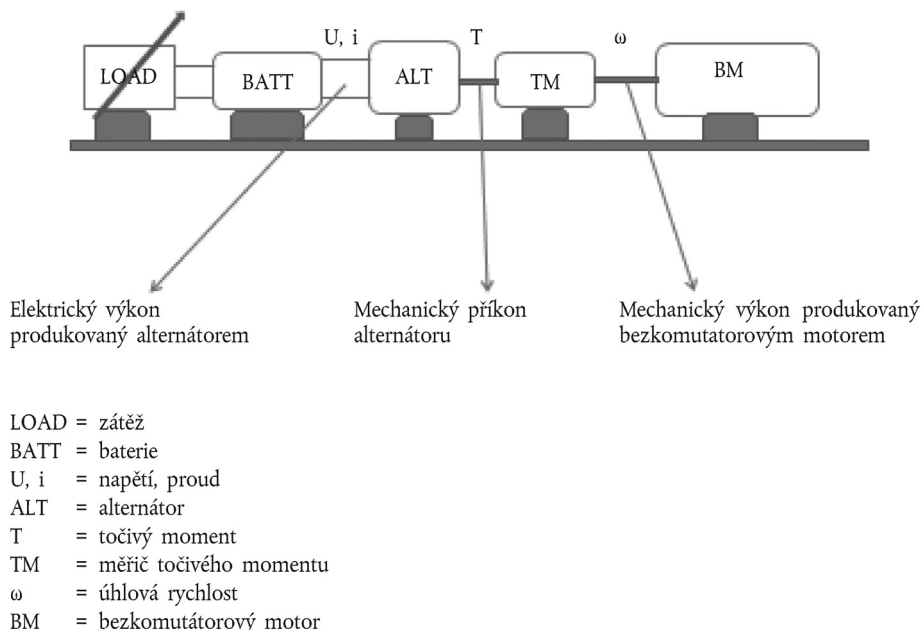 U, i T ω
LOAD BATT ALT TM BM
Elektrický výkon
produkovaný alternátorem
Mechanický příkon
alternátoru
Mechanický výkon produkovaný
bezkomutatorovým motorem
LOAD = zátěž
BATT = baterie
U, i = napětí, proud
ALT = alternátor
T = točivý moment
TM = měřič točivého momentu
ω = úhlová rychlost
BM = bezkomutátorový motor